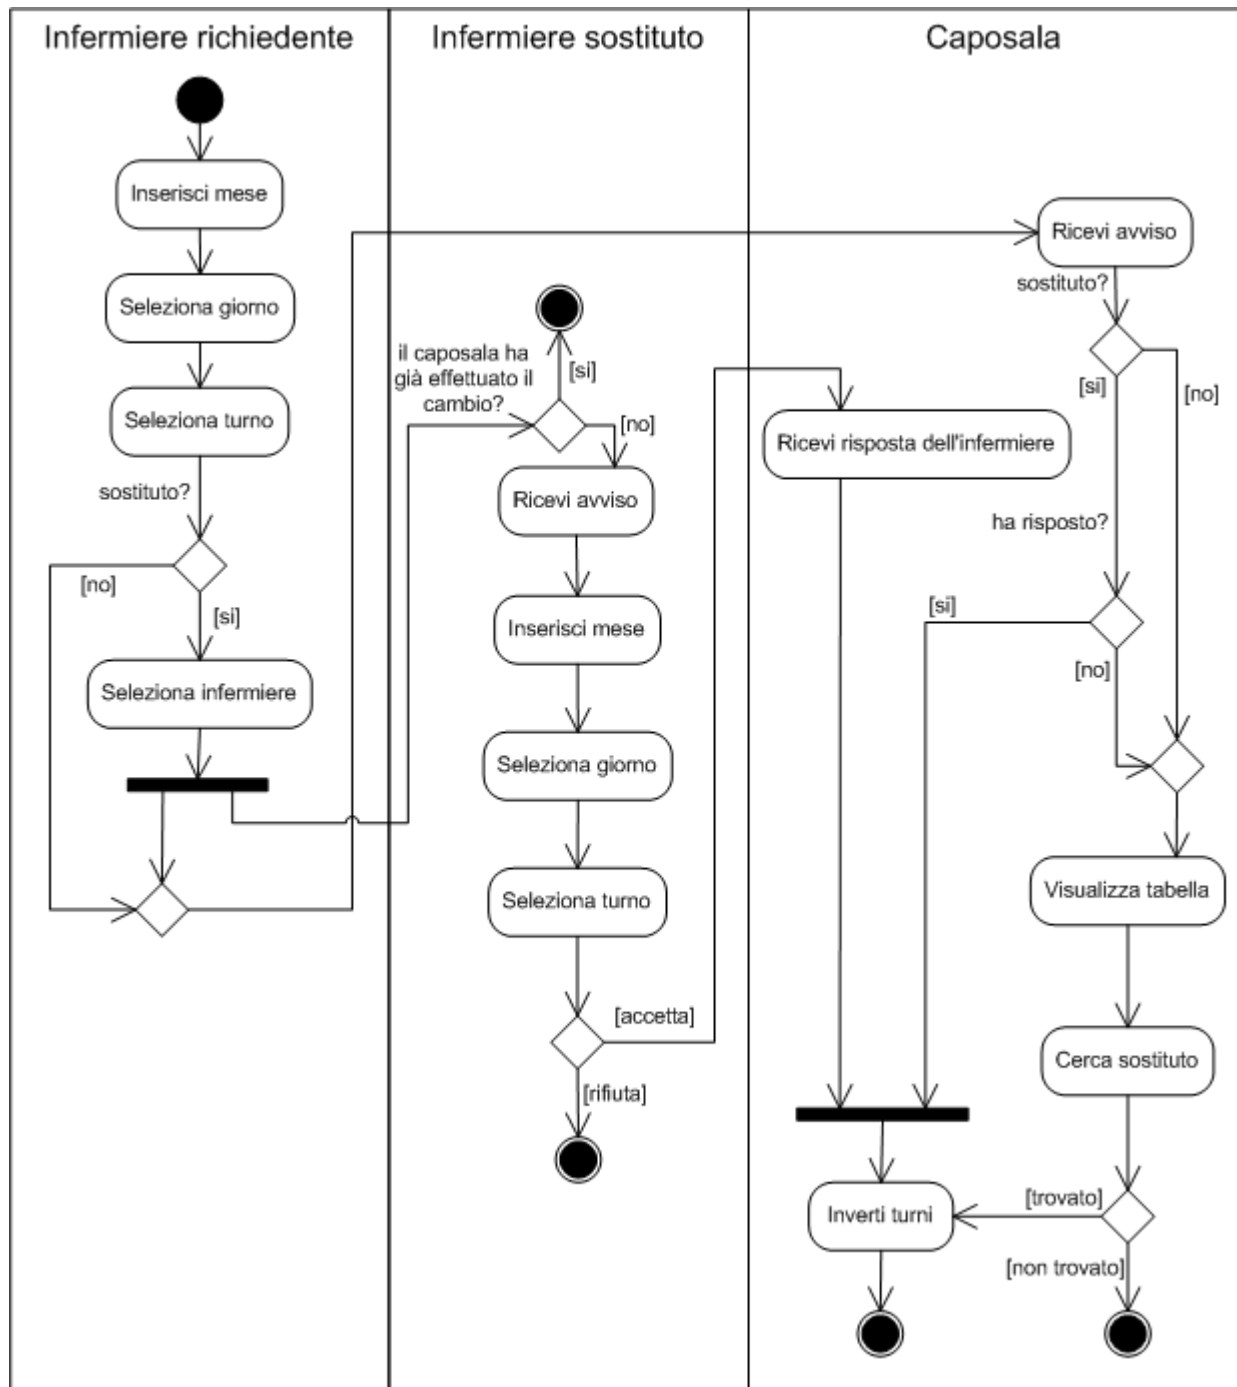 Infermiere richiedente
Inserisci mese
Seleziona giorno
Seleziona turno
sostituto?
[no]
[si]
Seleziona infermiere
Infermiere sostituto
il caposala ha
già effettuato il
cambio?
[si]
[no]
Ricevi avviso
Inserisci mese
Seleziona giorno
Seleziona turno
[accetta]
[rifiuta]
Caposala
Ricevi avviso
sostituto?
[si]
[no]
Ricevi risposta dell'infermiere
ha risposto?
[si]
[no]
Visualizza tabella
Cerca sostituto
[trovato]
Inverti turni
[non trovato]